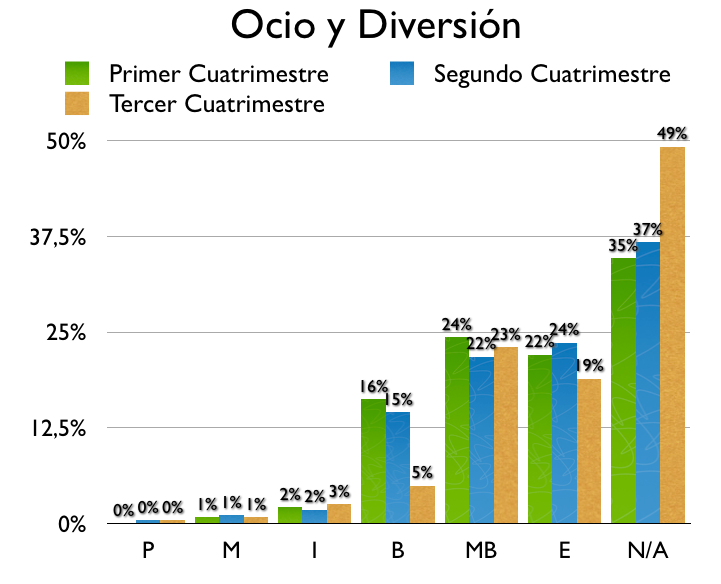 Ocio y Diversión
Primer Cuatrimestre
Segundo Cuatrimestre
Tercer Cuatrimestre
50%
37,5%
25%
12,5%
0%
0% 0% 0%
1% 1% 1%
2% 2% 3%
16% 15% 5%
24% 22% 23%
22% 24% 19%
35% 37% 49%
P M I B MB E N/A